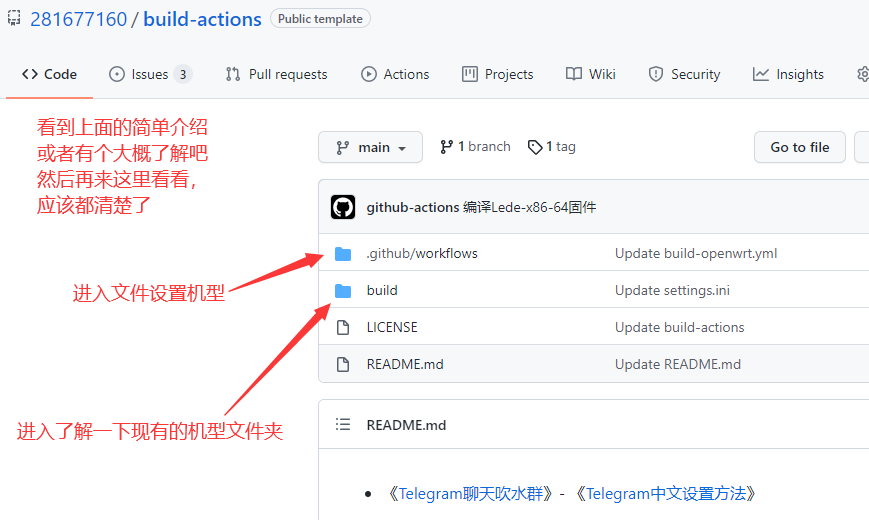 281677160 / build-actions Public template
Code Issues 3 Pull requests Actions Projects Wiki Security Insights
看到上面的简单介绍
或者有个大概了解吧
然后再来这里看看，
应该都清楚了
main 1 branch 1 tag Go to file
github-actions 编译Lede-x86-64固件
.github/workflows Update build-openwrt.yml
进入文件设置机型
build Update settings.ini
LICENSE Update build-actions
README.md Update README.md
进入了解一下现有的机型文件夹
README.md
《Telegram聊天吹水群》- 《Telegram中文设置方法》